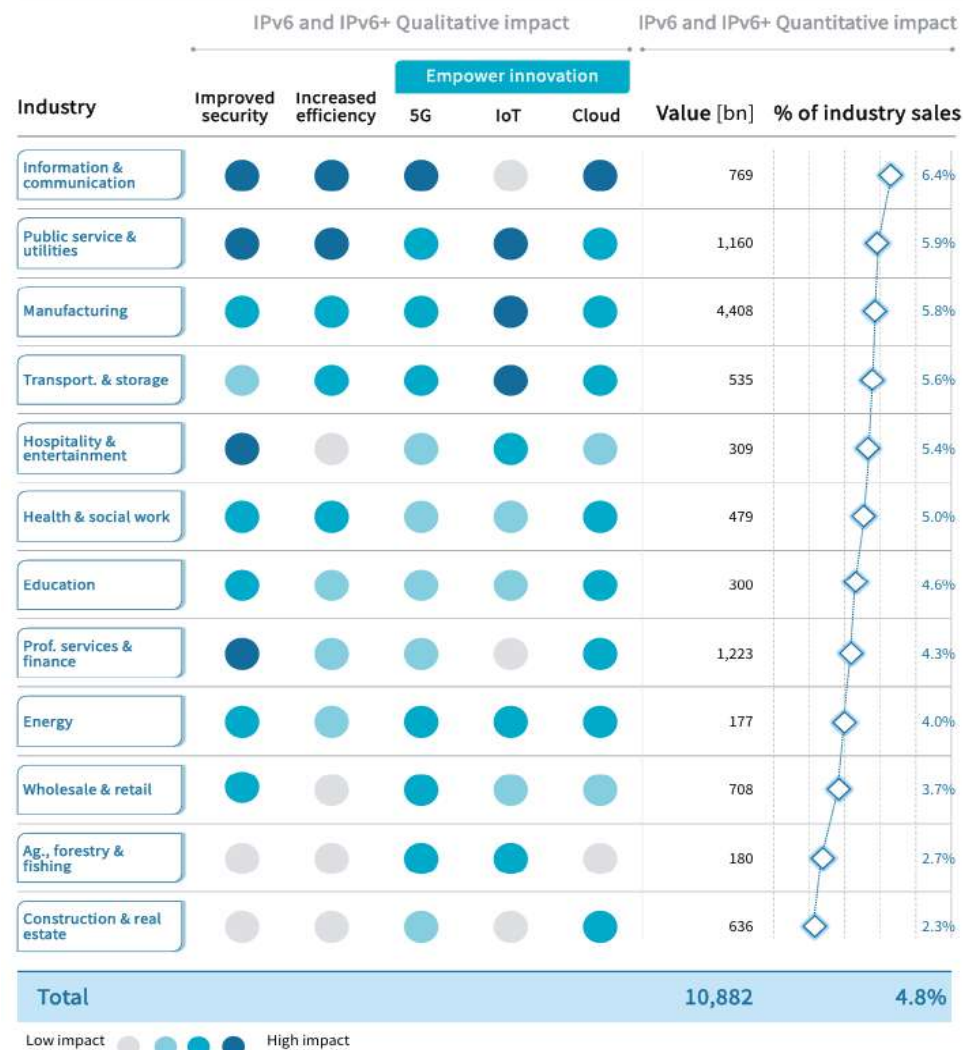 IPv6 and IPv6+ Qualitative impact
IPv6 and IPv6+ Quantitative impact
Empower innovation
Industry
Improved security
Increased efficiency
5G
IoT
Cloud
Value [bn]
% of industry sales
Information &
communication
769
6.4%
Public service &
utilities
1,160
5.9%
Manufacturing
4,408
5.8%
Transport. & storage
535
5.6%
Hospitality &
entertainment
309
5.4%
Health & social work
479
5.0%
Education
300
4.6%
Prof. services &
finance
1,223
4.3%
Energy
177
4.0%
Wholesale & retail
708
3.7%
Ag., forestry &
fishing
180
2.7%
Construction & real
estate
636
2.3%
Total
10,882
4.8%
Low impact
High impact